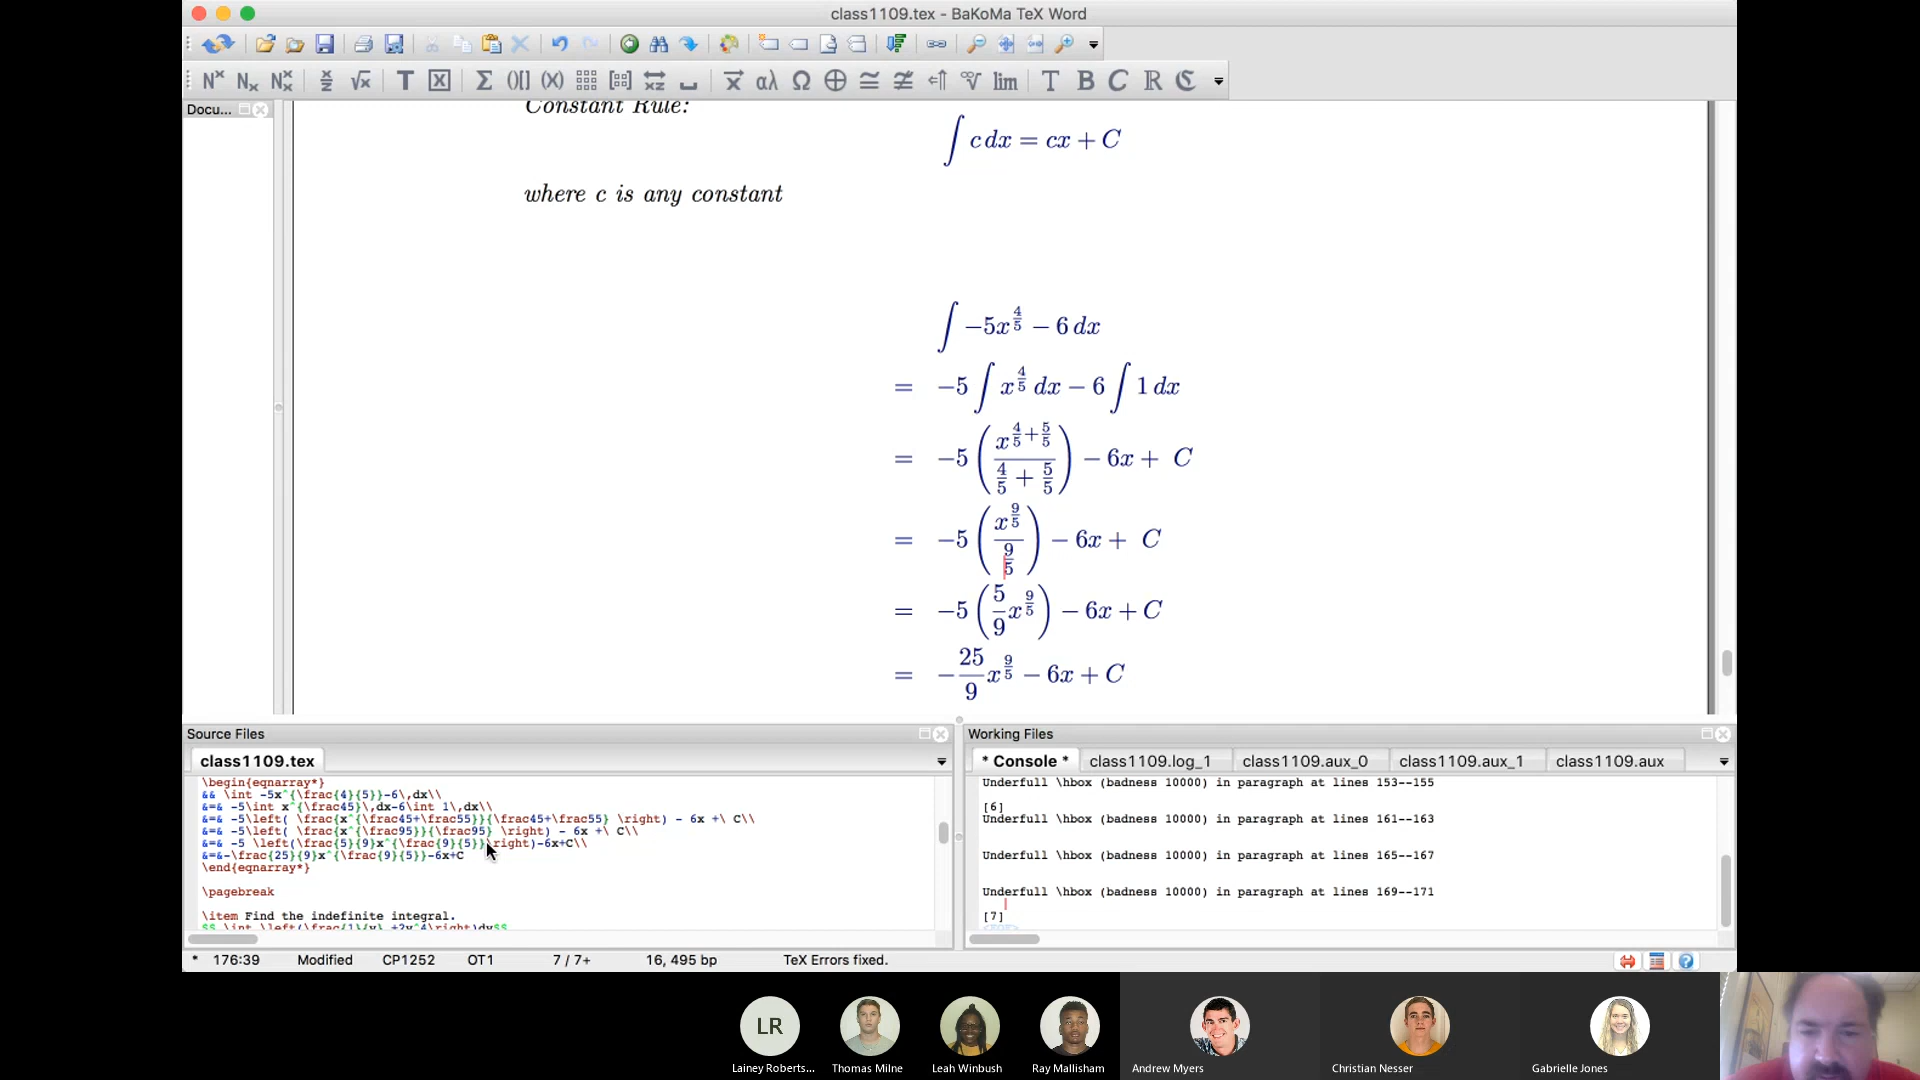 class1109.tex - BaKoMa TeX Word
Docu...
Constant Rule:
∫ c dx = cx + C
where c is any constant
∫ −5x^{4/5} − 6 dx
= −5 ∫ x^{4/5} dx − 6 ∫ 1 dx
= −5 ( x^{4/5 + 5/5} / (4/5 + 5/5) ) − 6x + C
= −5 ( x^{9/5} / (9/5) ) − 6x + C
= −5 ( 5/9 x^{9/5} ) − 6x + C
= − 25/9 x^{9/5} − 6x + C
Source Files
class1109.tex
\begin{eqnarray*}
&& \int -5x^{\frac{4}{5}}-6\,dx\\
&=& -5\int x^{\frac45}\,dx-6\int 1\,dx\\
&=& -5\left( \frac{x^{\frac45+\frac55}}{\frac45+\frac55} \right) - 6x +\ C\\
&=& -5\left( \frac{x^{\frac95}}{\frac95} \right) - 6x +\ C\\
&=& -5 \left(\frac{5}{9}x^{\frac{9}{5}}\right)-6x+C\\
&=&-\frac{25}{9}x^{\frac{9}{5}}-6x+C
\end{eqnarray*}
\pagebreak
\item Find the indefinite integral.
$$ \int \left(\frac{1}{y} +2y^4\right)dy$$
Working Files
* Console * class1109.log_1 class1109.aux_0 class1109.aux_1 class1109.aux
Underfull \hbox (badness 10000) in paragraph at lines 153--155
[6]
Underfull \hbox (badness 10000) in paragraph at lines 161--163
Underfull \hbox (badness 10000) in paragraph at lines 165--167
Underfull \hbox (badness 10000) in paragraph at lines 169--171
[7]
* 176:39 Modified CP1252 OT1 7 / 7+ 16, 495 bp TeX Errors fixed.
LR
Lainey Roberts... Thomas Milne Leah Winbush Ray Mallisham Andrew Myers Christian Nesser Gabrielle Jones